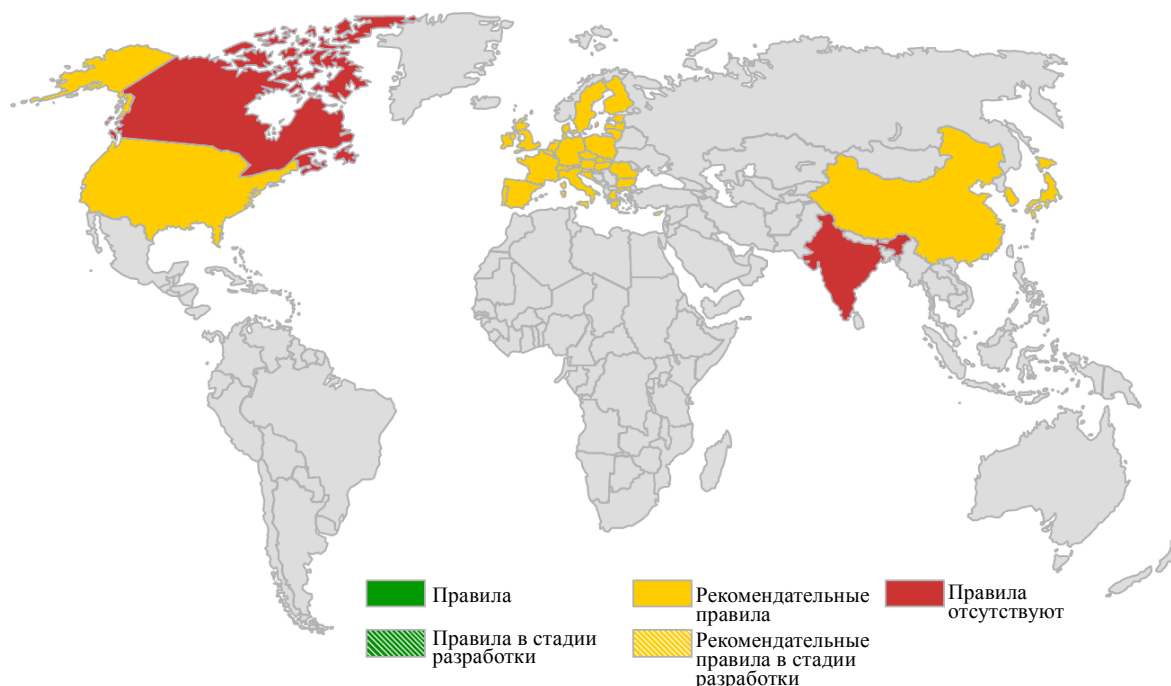 Правила
Правила в стадии
разработки
Рекомендательные
правила
Рекомендательные
правила в стадии
разработки
Правила
отсутствуют